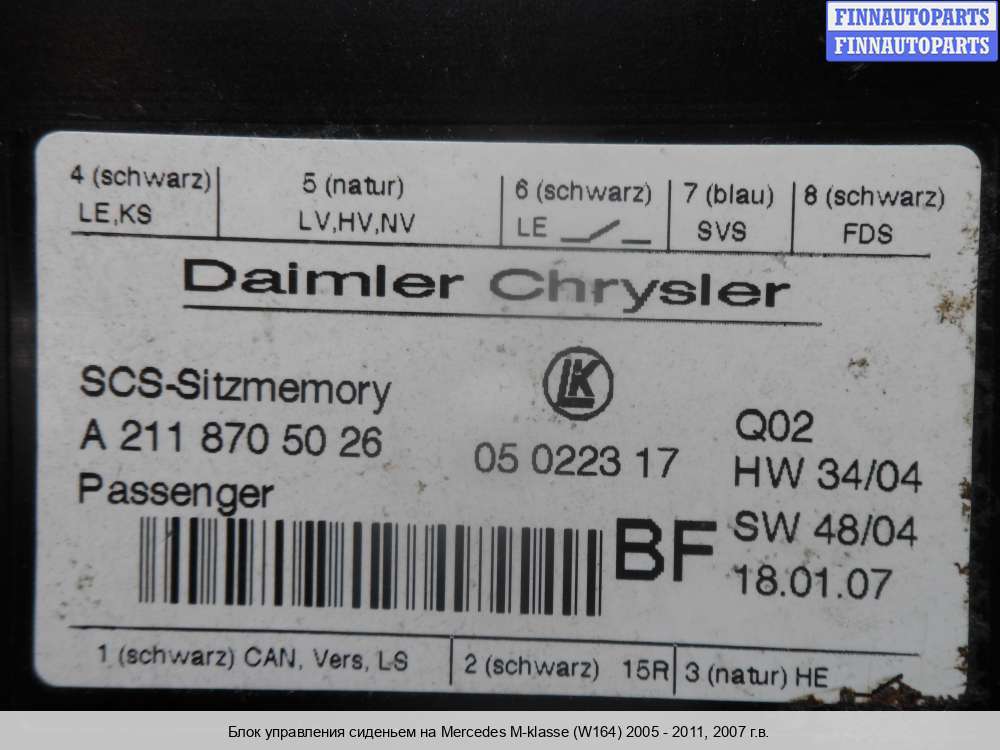 FINNAUTOPARTS
FINNAUTOPARTS
4 (schwarz) 5 (natur) 6 (schwarz) 7 (blau) 8 (schwarz)
LE,KS LV,HV,NV LE SVS FDS
Daimler Chrysler
SCS-Sitzmemory
LK
A 211 870 50 26 05 0223 17 Q02
Passenger HW 34/04
BF SW 48/04
18.01.07
1 (schwarz) CAN, Vers, LS 2 (schwarz) 15R 3 (natur) HE
Блок управления сиденьем на Mercedes M-klasse (W164) 2005 - 2011, 2007 г.в.